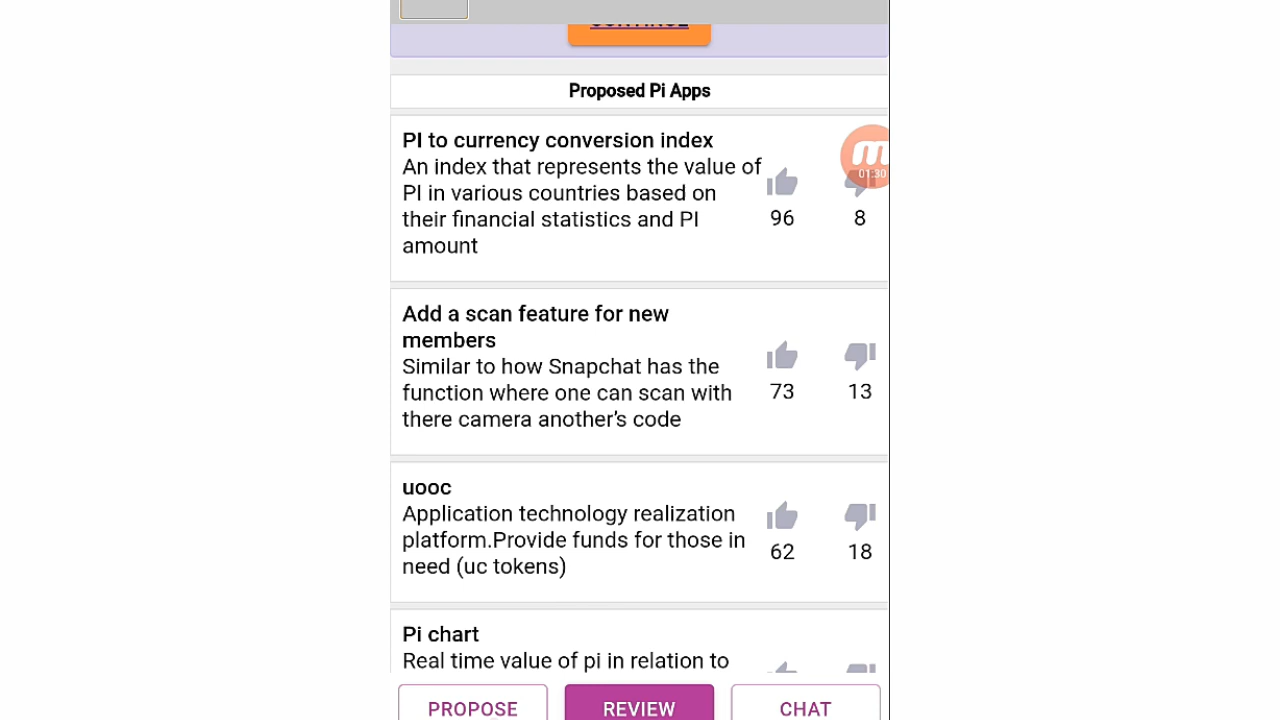 CONTINUE
Proposed Pi Apps
PI to currency conversion index
An index that represents the value of
PI in various countries based on
their financial statistics and PI
amount
96
8
01:30
Add a scan feature for new
members
Similar to how Snapchat has the
function where one can scan with
there camera another's code
73
13
uooc
Application technology realization
platform.Provide funds for those in
need (uc tokens)
62
18
Pi chart
Real time value of pi in relation to
PROPOSE
REVIEW
CHAT